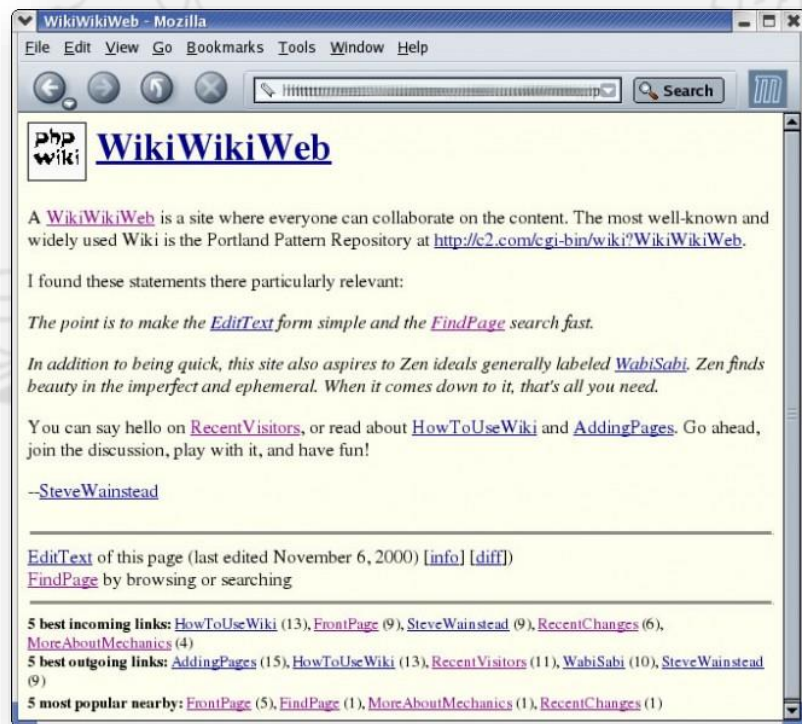 WikiWikiWeb - Mozilla
File Edit View Go Bookmarks Tools Window Help
Search
php
wiki
WikiWikiWeb
A WikiWikiWeb is a site where everyone can collaborate on the content. The most well-known and
widely used Wiki is the Portland Pattern Repository at http://c2.com/cgi-bin/wiki?WikiWikiWeb.
I found these statements there particularly relevant:
The point is to make the EditText form simple and the FindPage search fast.
In addition to being quick, this site also aspires to Zen ideals generally labeled WabiSabi. Zen finds
beauty in the imperfect and ephemeral. When it comes down to it, that's all you need.
You can say hello on RecentVisitors, or read about HowToUseWiki and AddingPages. Go ahead,
join the discussion, play with it, and have fun!
--SteveWainstead
EditText of this page (last edited November 6, 2000) [info] [diff])
FindPage by browsing or searching
5 best incoming links: HowToUseWiki (13), FrontPage (9), SteveWainstead (9), RecentChanges (6),
MoreAboutMechanics (4)
5 best outgoing links: AddingPages (15), HowToUseWiki (13), RecentVisitors (11), WabiSabi (10), SteveWainstead
(9)
5 most popular nearby: FrontPage (5), FindPage (1), MoreAboutMechanics (1), RecentChanges (1)